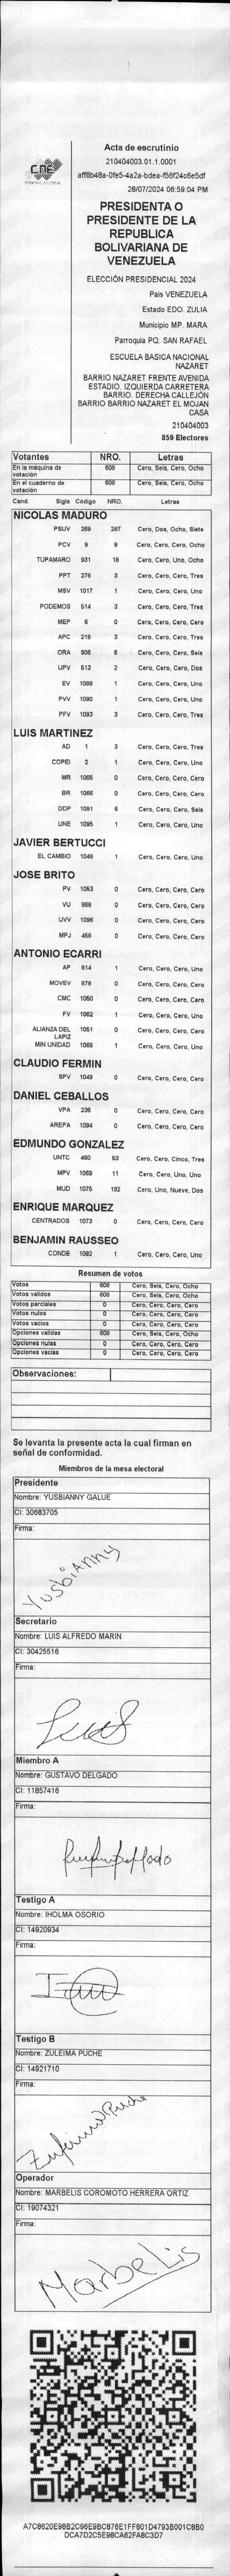 CNE
Acta de escrutinio
210404003.01.1.0001
aff8b48a-0fe5-4a2a-bdea-f56f24c6e5df
28/07/2024 06:59:04 PM
PRESIDENTA O
PRESIDENTE DE LA
REPUBLICA
BOLIVARIANA DE
VENEZUELA
ELECCIÓN PRESIDENCIAL 2024
Pais VENEZUELA
Estado EDO. ZULIA
Municipio MP. MARA
Parroquia PQ. SAN RAFAEL
ESCUELA BASICA NACIONAL
NAZARET
BARRIO NAZARET FRENTE AVENIDA
ESTADIO. IZQUIERDA CARRETERA
BARRIO. DERECHA CALLEJÓN
BARRIO BARRIO NAZARET EL MOJAN
CASA
210404003
859 Electores
Votantes NRO. Letras
En la máquina de votación 608 Cero, Seis, Cero, Ocho
En el cuaderno de votación 608 Cero, Seis, Cero, Ocho
Cand. Sigla Código NRO. Letras
NICOLAS MADURO
PSUV 269 267 Cero, Dos, Ocho, Siete
PCV 9 8 Cero, Cero, Cero, Ocho
TUPAMARO 931 18 Cero, Cero, Uno, Ocho
PPT 276 3 Cero, Cero, Cero, Tres
MSV 1017 1 Cero, Cero, Cero, Uno
PODEMOS 514 3 Cero, Cero, Cero, Tres
MEP 6 0 Cero, Cero, Cero, Cero
APC 219 3 Cero, Cero, Cero, Tres
ORA 906 6 Cero, Cero, Cero, Seis
UPV 513 2 Cero, Cero, Cero, Dos
EV 1089 1 Cero, Cero, Cero, Uno
PVV 1090 1 Cero, Cero, Cero, Uno
PFV 1093 3 Cero, Cero, Cero, Tres
LUIS MARTINEZ
AD 1 3 Cero, Cero, Cero, Tres
COPEI 2 1 Cero, Cero, Cero, Uno
MR 1065 0 Cero, Cero, Cero, Cero
BR 1066 0 Cero, Cero, Cero, Cero
DDP 1091 6 Cero, Cero, Cero, Seis
UNE 1095 1 Cero, Cero, Cero, Uno
JAVIER BERTUCCI
EL CAMBIO 1048 1 Cero, Cero, Cero, Uno
JOSE BRITO
PV 1053 0 Cero, Cero, Cero, Cero
VU 868 0 Cero, Cero, Cero, Cero
UVV 1096 0 Cero, Cero, Cero, Cero
MPJ 458 0 Cero, Cero, Cero, Cero
ANTONIO ECARRI
AP 814 1 Cero, Cero, Cero, Uno
MOVEV 878 0 Cero, Cero, Cero, Cero
CMC 1050 0 Cero, Cero, Cero, Cero
FV 1062 1 Cero, Cero, Cero, Uno
ALIANZA DEL LAPIZ 1051 0 Cero, Cero, Cero, Cero
MIN UNIDAD 1068 1 Cero, Cero, Cero, Uno
CLAUDIO FERMIN
SPV 1049 0 Cero, Cero, Cero, Cero
DANIEL CEBALLOS
VPA 236 0 Cero, Cero, Cero, Cero
AREPA 1094 0 Cero, Cero, Cero, Cero
EDMUNDO GONZALEZ
UNTC 460 53 Cero, Cero, Cinco, Tres
MPV 1069 11 Cero, Cero, Uno, Uno
MUD 1075 192 Cero, Uno, Nueve, Dos
ENRIQUE MARQUEZ
CENTRADOS 1073 0 Cero, Cero, Cero, Cero
BENJAMIN RAUSSEO
CONDE 1092 1 Cero, Cero, Cero, Uno
Resumen de votos
Votos 608 Cero, Seis, Cero, Ocho
Votos validos 608 Cero, Seis, Cero, Ocho
Votos parciales 0 Cero, Cero, Cero, Cero
Votos nulos 0 Cero, Cero, Cero, Cero
Votos vacios 0 Cero, Cero, Cero, Cero
Opciones validas 608 Cero, Seis, Cero, Ocho
Opciones nulas 0 Cero, Cero, Cero, Cero
Opciones vacias 0 Cero, Cero, Cero, Cero
Observaciones:
Se levanta la presente acta la cual firman en
señal de conformidad.
Miembros de la mesa electoral
Presidente
Nombre: YUSBIANNY GALUE
CI: 30683705
Firma:
Yusbianny
Secretario
Nombre: LUIS ALFREDO MARIN
CI: 30425516
Firma:
Luis
Miembro A
Nombre: GUSTAVO DELGADO
CI: 11857416
Firma:
Testigo A
Nombre: IHOLMA OSORIO
CI: 14920934
Firma:
Testigo B
Nombre: ZULEIMA PUCHE
CI: 14921710
Firma:
Zuleima Puche
Operador
Nombre: MARBELIS COROMOTO HERRERA ORTIZ
CI: 19074321
Firma:
Marbelis
A7C8620E98B2C96E9BC876E1FF801D4793B001C8B0
DCA7D2C5E98CA62FA8C3D7